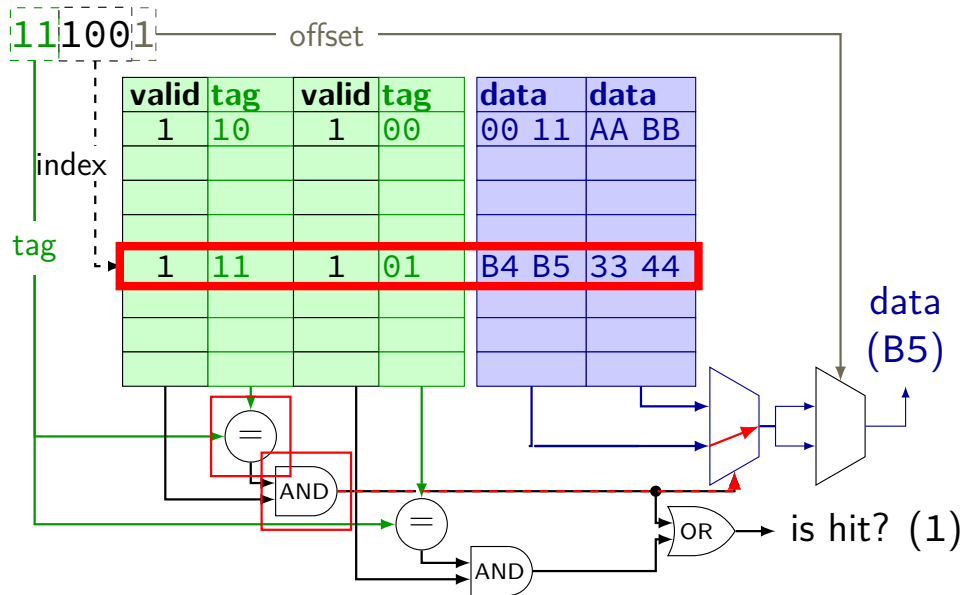 111001
offset
valid tag valid tag data data
1 10 1 00 00 11 AA BB
index
tag
1 11 1 01 B4 B5 33 44
data
(B5)
=
AND
=
OR
is hit? (1)
AND